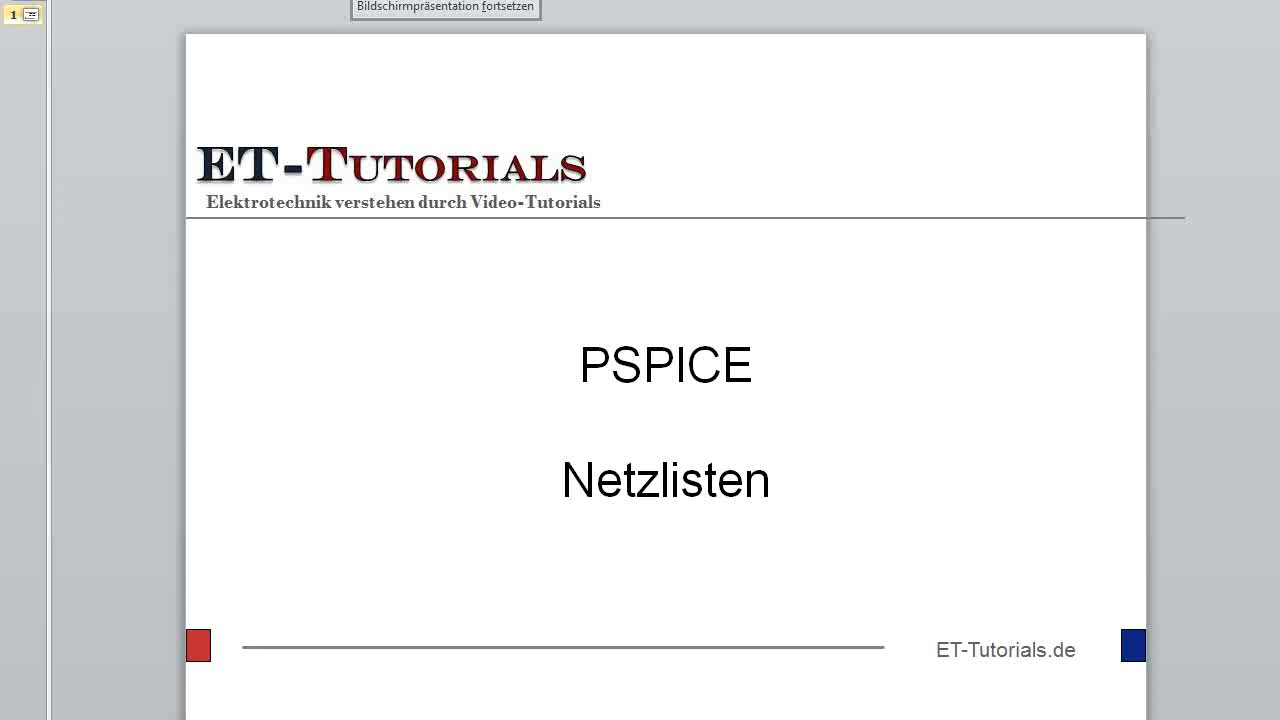 1
Bildschirmpräsentation fortsetzen
ET-Tutorials
Elektrotechnik verstehen durch Video-Tutorials
PSPICE
Netzlisten
ET-Tutorials.de